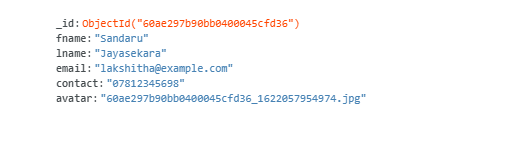 _id: ObjectId("60ae297b90bb0400045cfd36")
fname: "Sandaru"
lname: "Jayasekara"
email: "lakshitha@example.com"
contact: "07812345698"
avatar: "60ae297b90bb0400045cfd36_1622057954974.jpg"